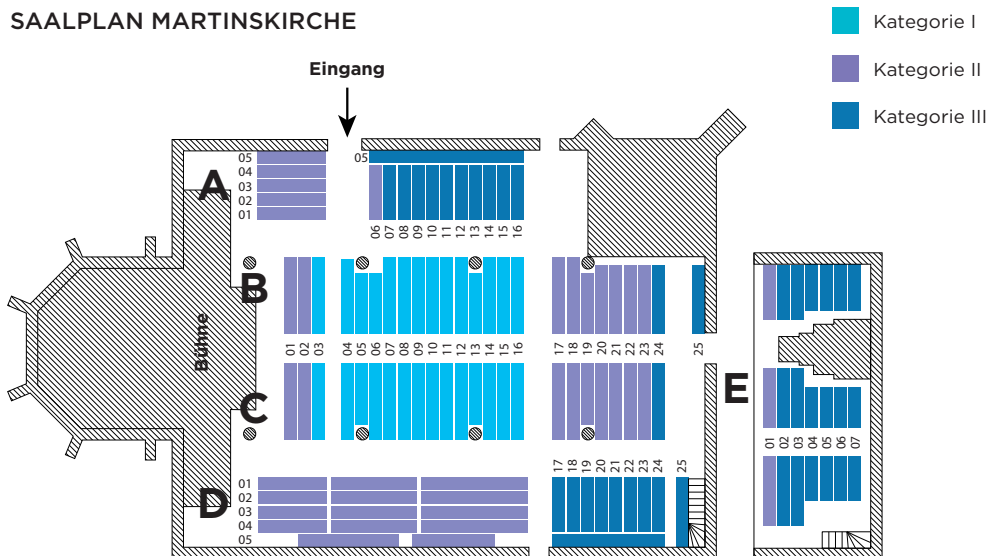 SAALPLAN MARTINSKIRCHE
Kategorie I
Kategorie II
Kategorie III
Eingang
A
05
04
03
02
01
05
06 07 08 09 10 11 12 13 14 15 16
Bühne
B
01 02 03 04 05 06 07 08 09 10 11 12 13 14 15 16 17 18 19 20 21 22 23 24 25
C
E
01 02 03 04 05 06 07
D
01
02
03
04
05
17 18 19 20 21 22 23 24 25